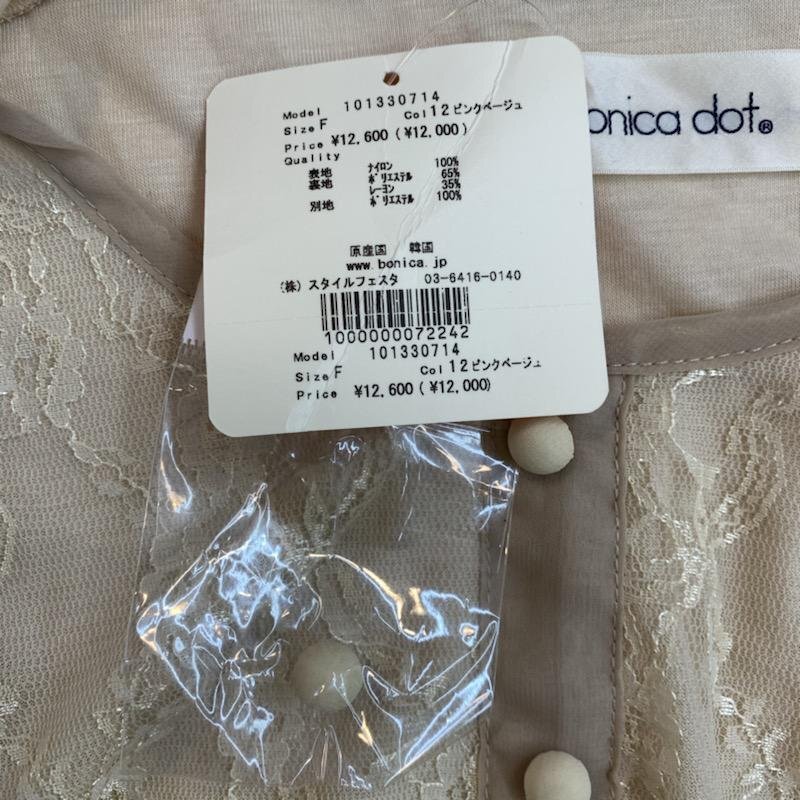 Model 101330714
Size F Col 12 ピンクベージュ
Price ¥12,600 (¥12,000)
Quality
表地 ナイロン 100%
裏地 ポリエステル 65%
レーヨン 35%
別地 ポリエステル 100%
原産国 韓国
www.bonica.jp
(株) スタイルフェスタ 03-6416-0140
1000000072242
Model 101330714
Size F Col 12 ピンクベージュ
Price ¥12,600 (¥12,000)
onica dot®